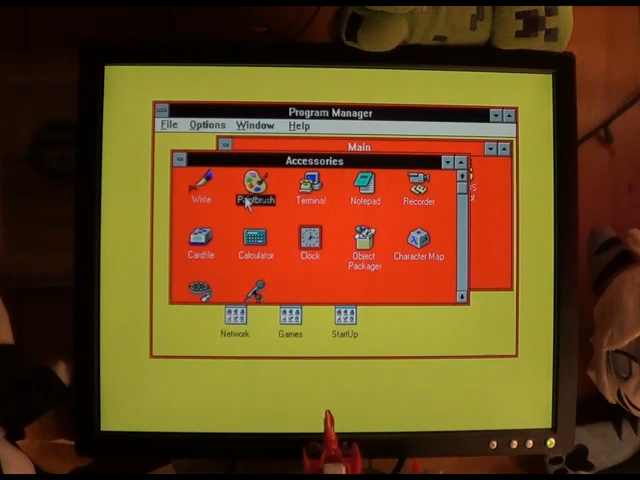 Program Manager
File Options Window Help
Main
Accessories
Write Paintbrush Terminal Notepad Recorder
Cardfile Calculator Clock Object Packager Character Map
Network Games StartUp